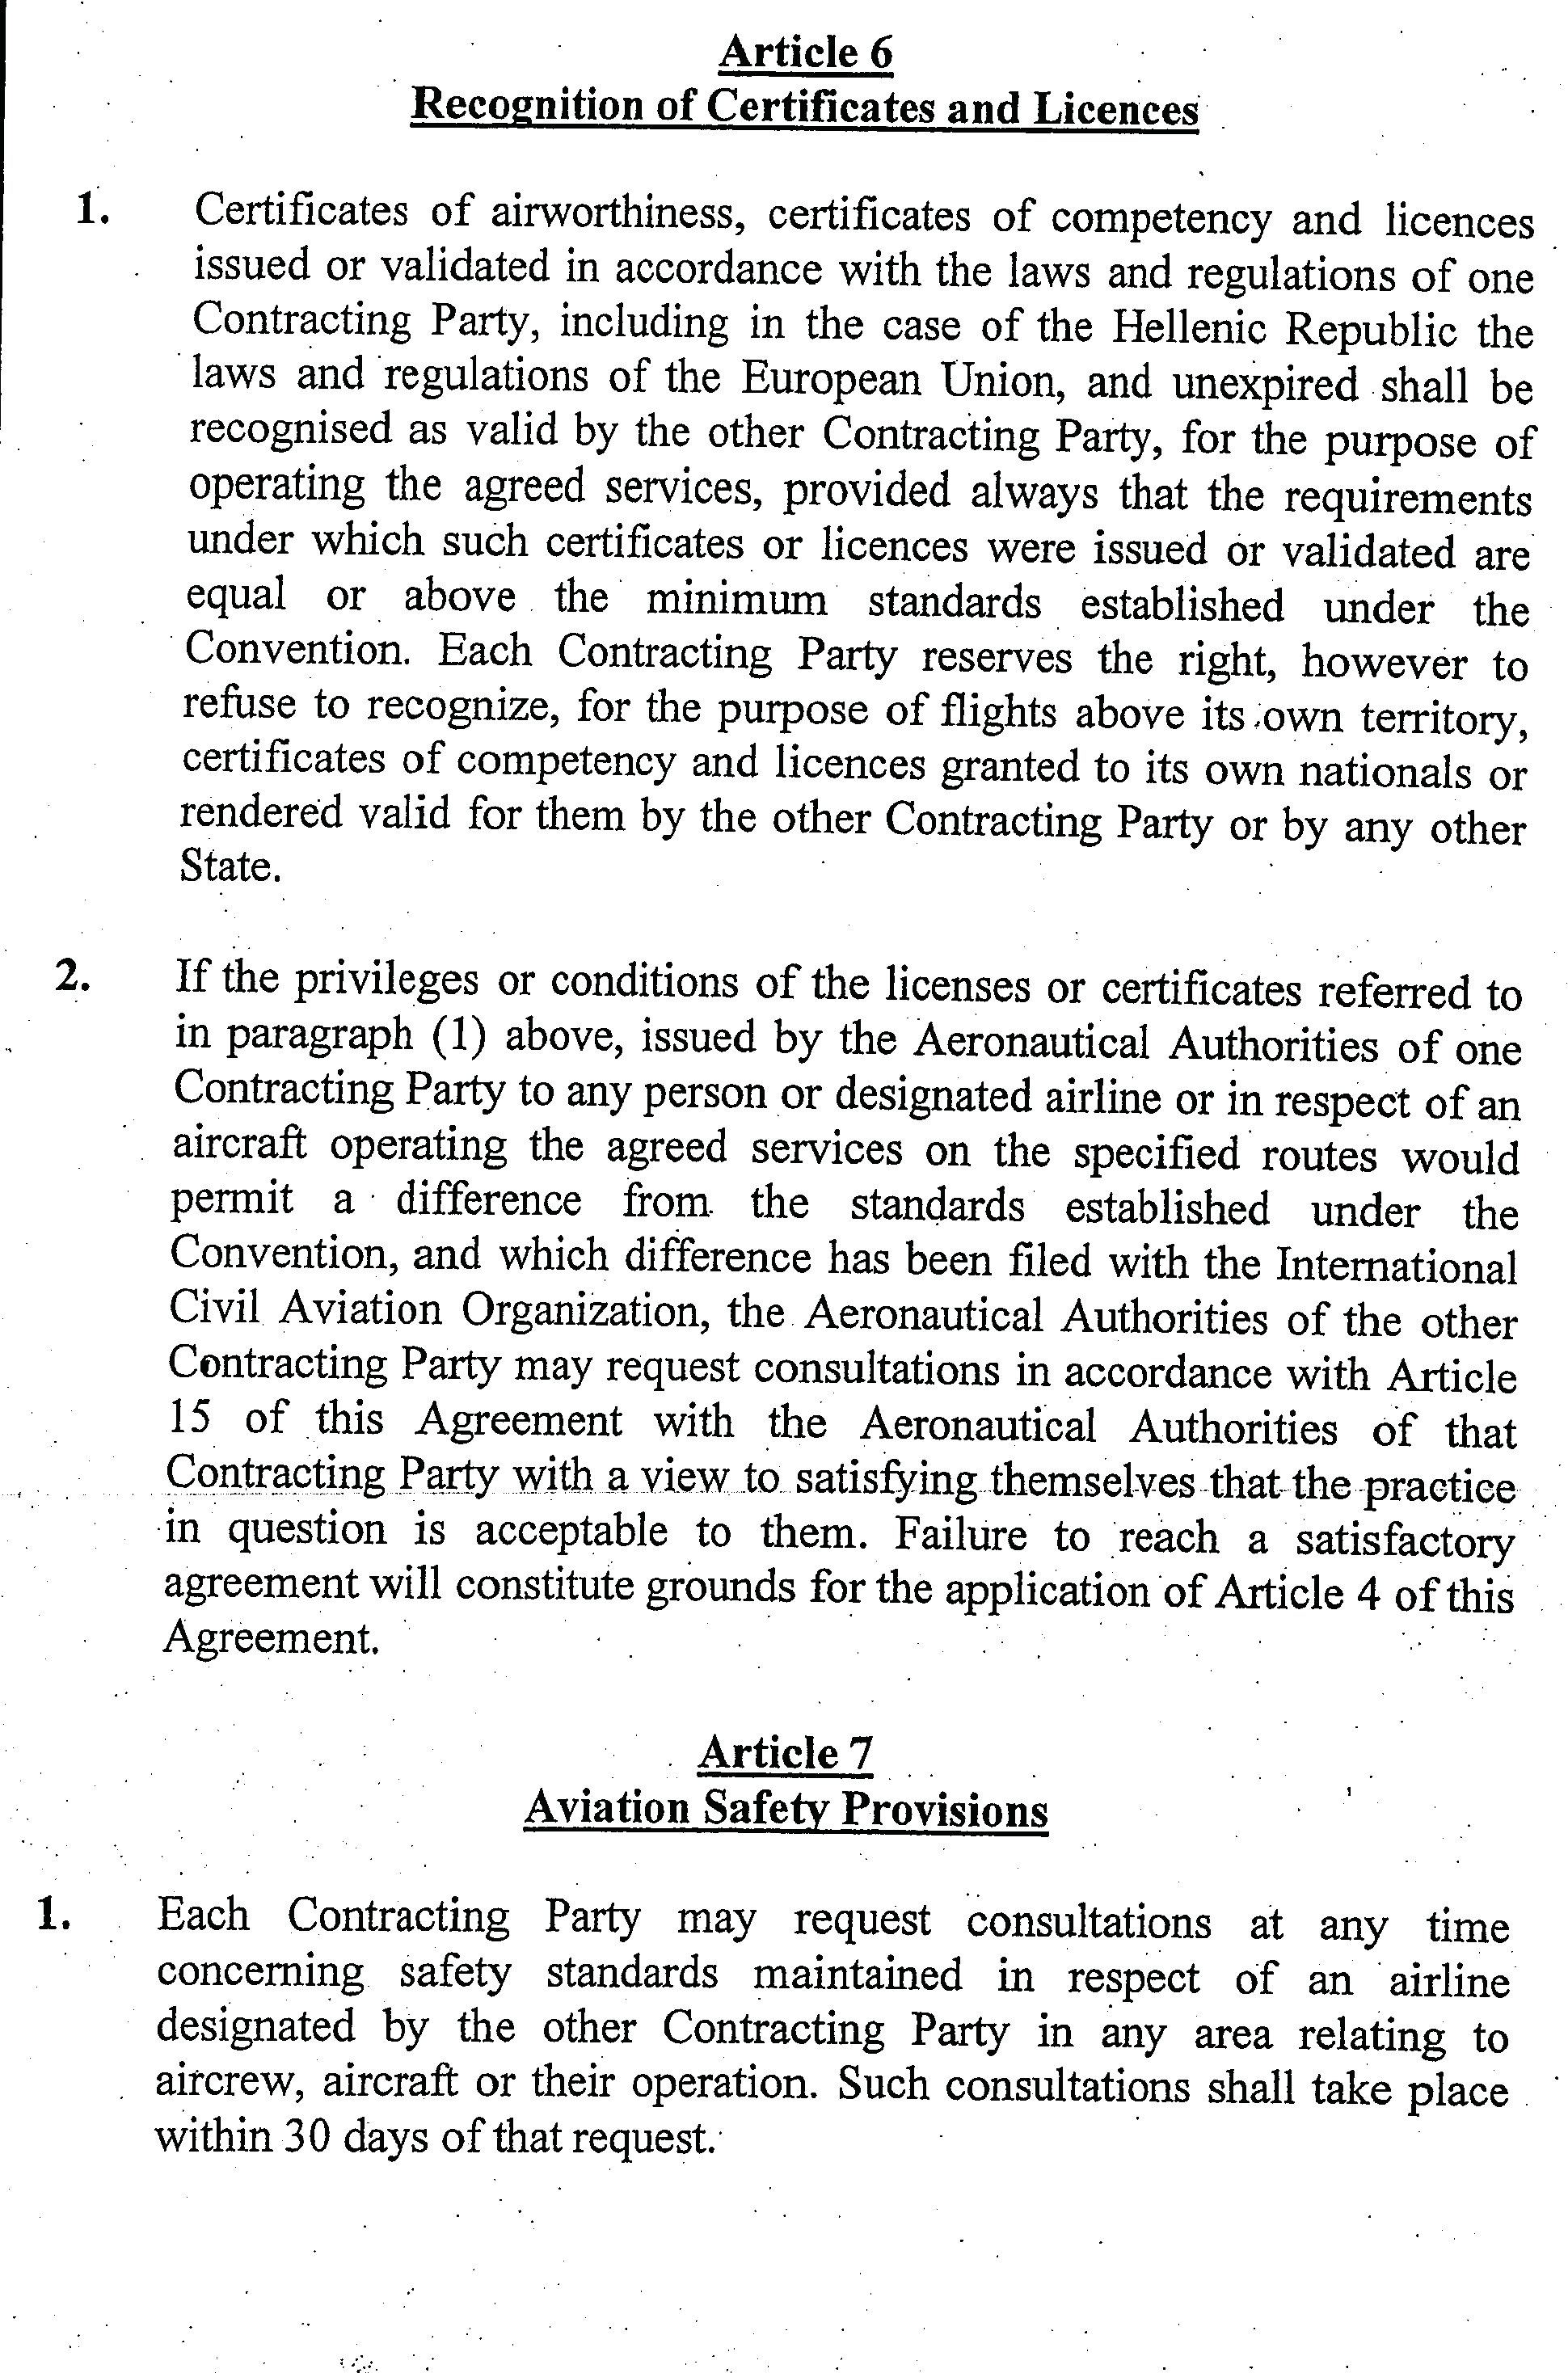 Article 6
Recognition of Certificates and Licences
1. Certificates of airworthiness, certificates of competency and licences
issued or validated in accordance with the laws and regulations of one
Contracting Party, including in the case of the Hellenic Republic the
laws and regulations of the European Union, and unexpired shall be
recognised as valid by the other Contracting Party, for the purpose of
operating the agreed services, provided always that the requirements
under which such certificates or licences were issued or validated are
equal or above the minimum standards established under the
Convention. Each Contracting Party reserves the right, however to
refuse to recognize, for the purpose of flights above its own territory,
certificates of competency and licences granted to its own nationals or
rendered valid for them by the other Contracting Party or by any other
State.
2. If the privileges or conditions of the licenses or certificates referred to
in paragraph (1) above, issued by the Aeronautical Authorities of one
Contracting Party to any person or designated airline or in respect of an
aircraft operating the agreed services on the specified routes would
permit a difference from the standards established under the
Convention, and which difference has been filed with the International
Civil Aviation Organization, the Aeronautical Authorities of the other
Contracting Party may request consultations in accordance with Article
15 of this Agreement with the Aeronautical Authorities of that
Contracting Party with a view to satisfying themselves that the practice
in question is acceptable to them. Failure to reach a satisfactory
agreement will constitute grounds for the application of Article 4 of this
Agreement.
Article 7
Aviation Safety Provisions
1. Each Contracting Party may request consultations at any time
concerning safety standards maintained in respect of an airline
designated by the other Contracting Party in any area relating to
aircrew, aircraft or their operation. Such consultations shall take place
within 30 days of that request.